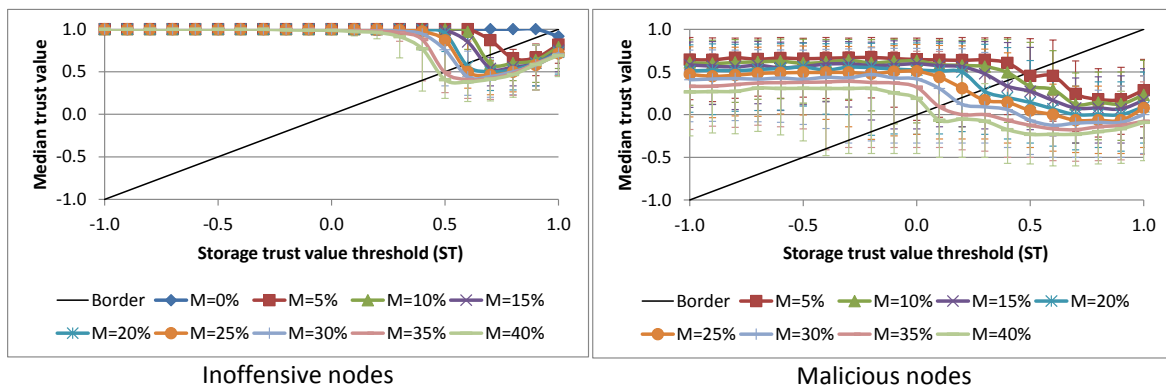 1.0
0.5
0.0
-0.5
-1.0
Median trust value
-1.0 -0.5 0.0 0.5 1.0
Storage trust value threshold (ST)
Border M=0% M=5% M=10% M=15%
M=20% M=25% M=30% M=35% M=40%
Inoffensive nodes
1.0
0.5
0.0
-0.5
-1.0
Median trust value
-1.0 -0.5 0.0 0.5 1.0
Storage trust value threshold (ST)
Border M=5% M=10% M=15% M=20%
M=25% M=30% M=35% M=40%
Malicious nodes